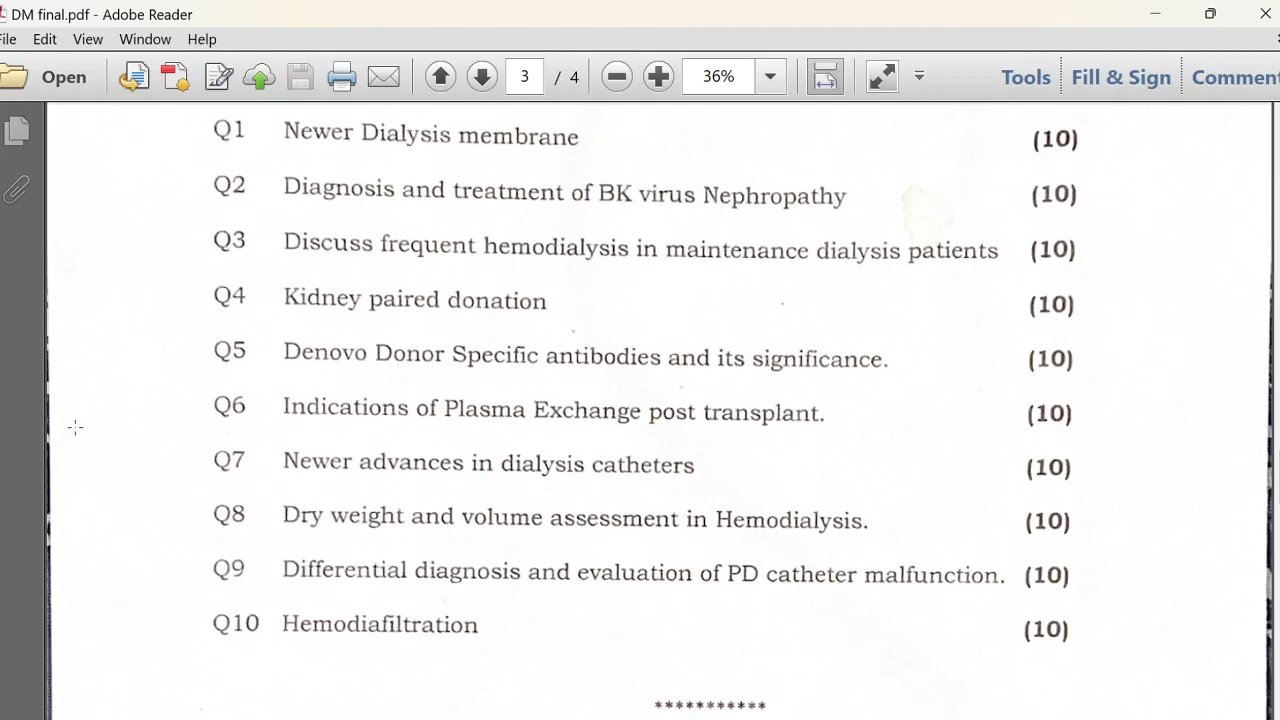 DM final.pdf - Adobe Reader
File Edit View Window Help
Open 3 / 4 36% Tools Fill & Sign Comment
Q1 Newer Dialysis membrane (10)
Q2 Diagnosis and treatment of BK virus Nephropathy (10)
Q3 Discuss frequent hemodialysis in maintenance dialysis patients (10)
Q4 Kidney paired donation (10)
Q5 Denovo Donor Specific antibodies and its significance. (10)
Q6 Indications of Plasma Exchange post transplant. (10)
Q7 Newer advances in dialysis catheters (10)
Q8 Dry weight and volume assessment in Hemodialysis. (10)
Q9 Differential diagnosis and evaluation of PD catheter malfunction. (10)
Q10 Hemodiafiltration (10)
***********